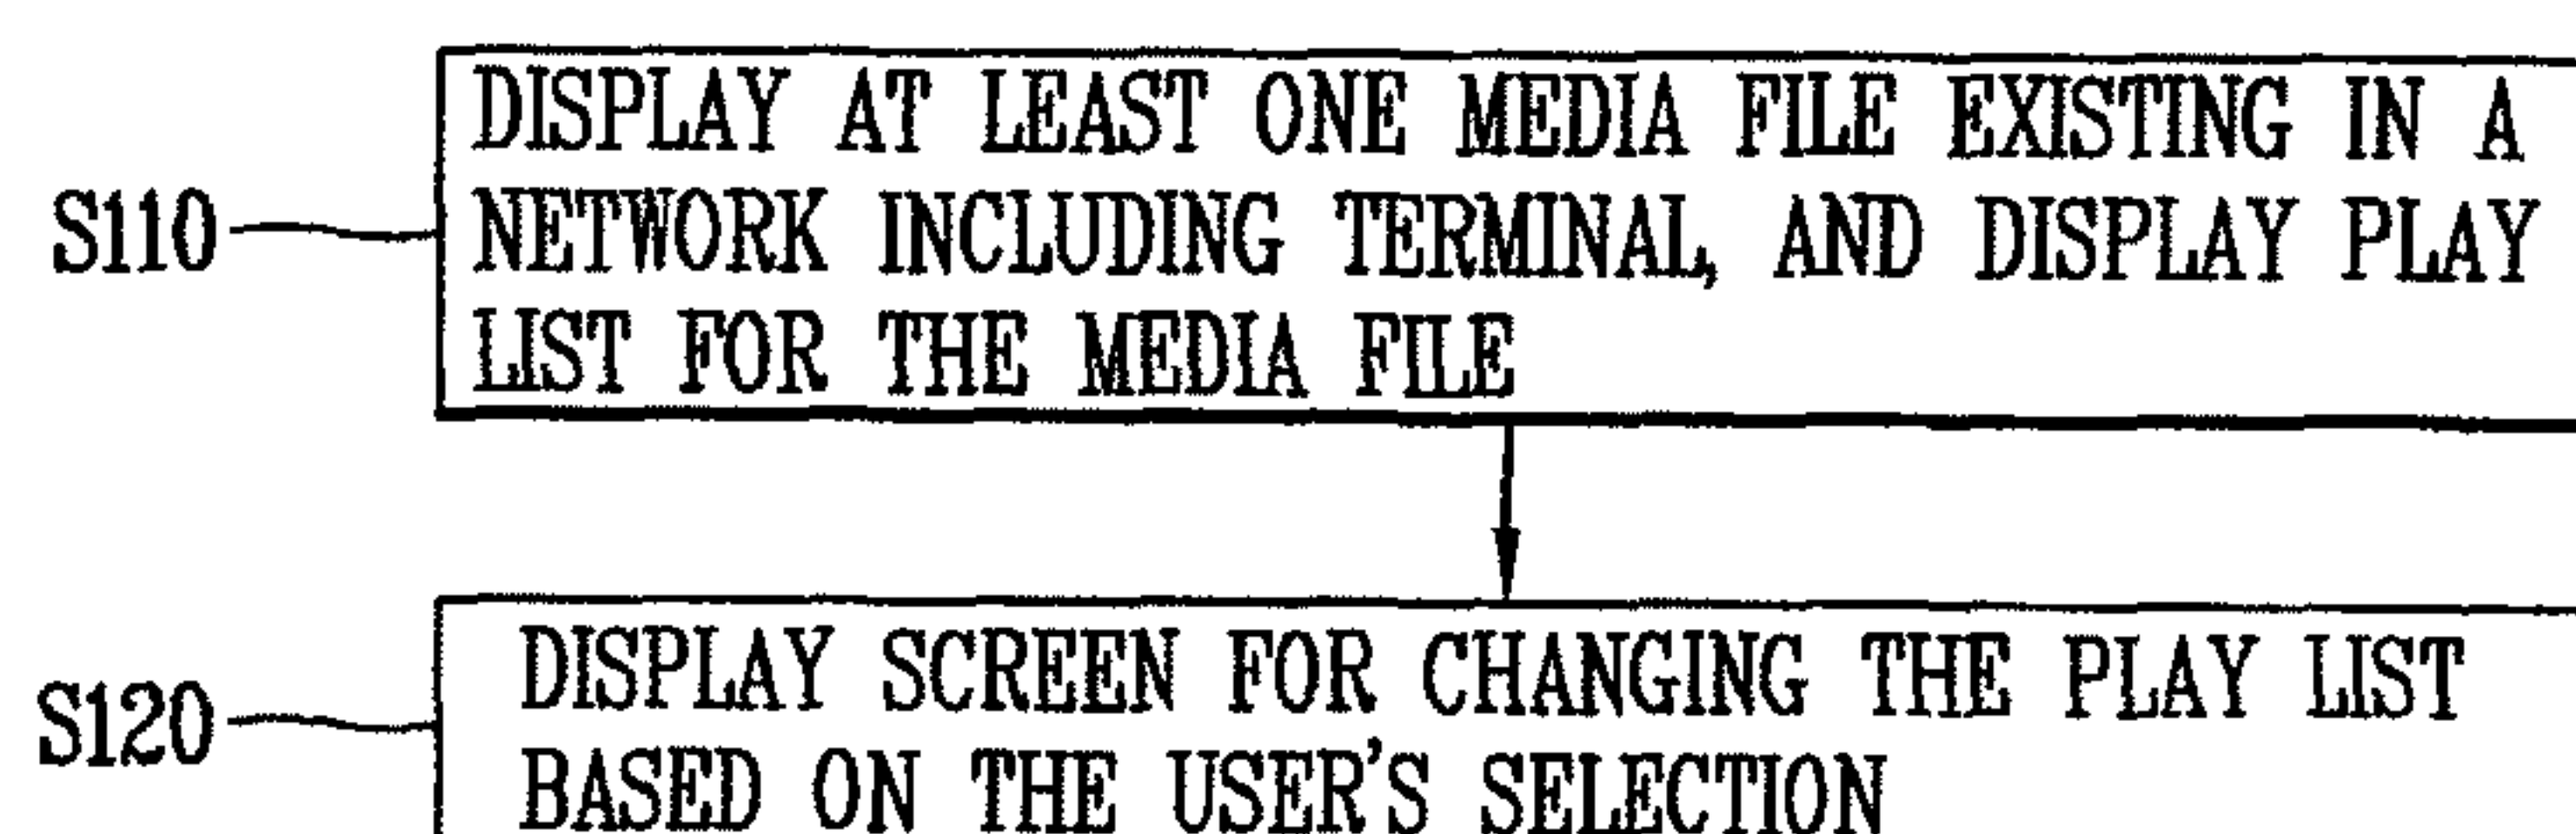 DISPLAY AT LEAST ONE MEDIA FILE EXISTING IN A
S110 NETWORK INCLUDING TERMINAL, AND DISPLAY PLAY
LIST FOR THE MEDIA FILE
S120 DISPLAY SCREEN FOR CHANGING THE PLAY LIST
BASED ON THE USER'S SELECTION